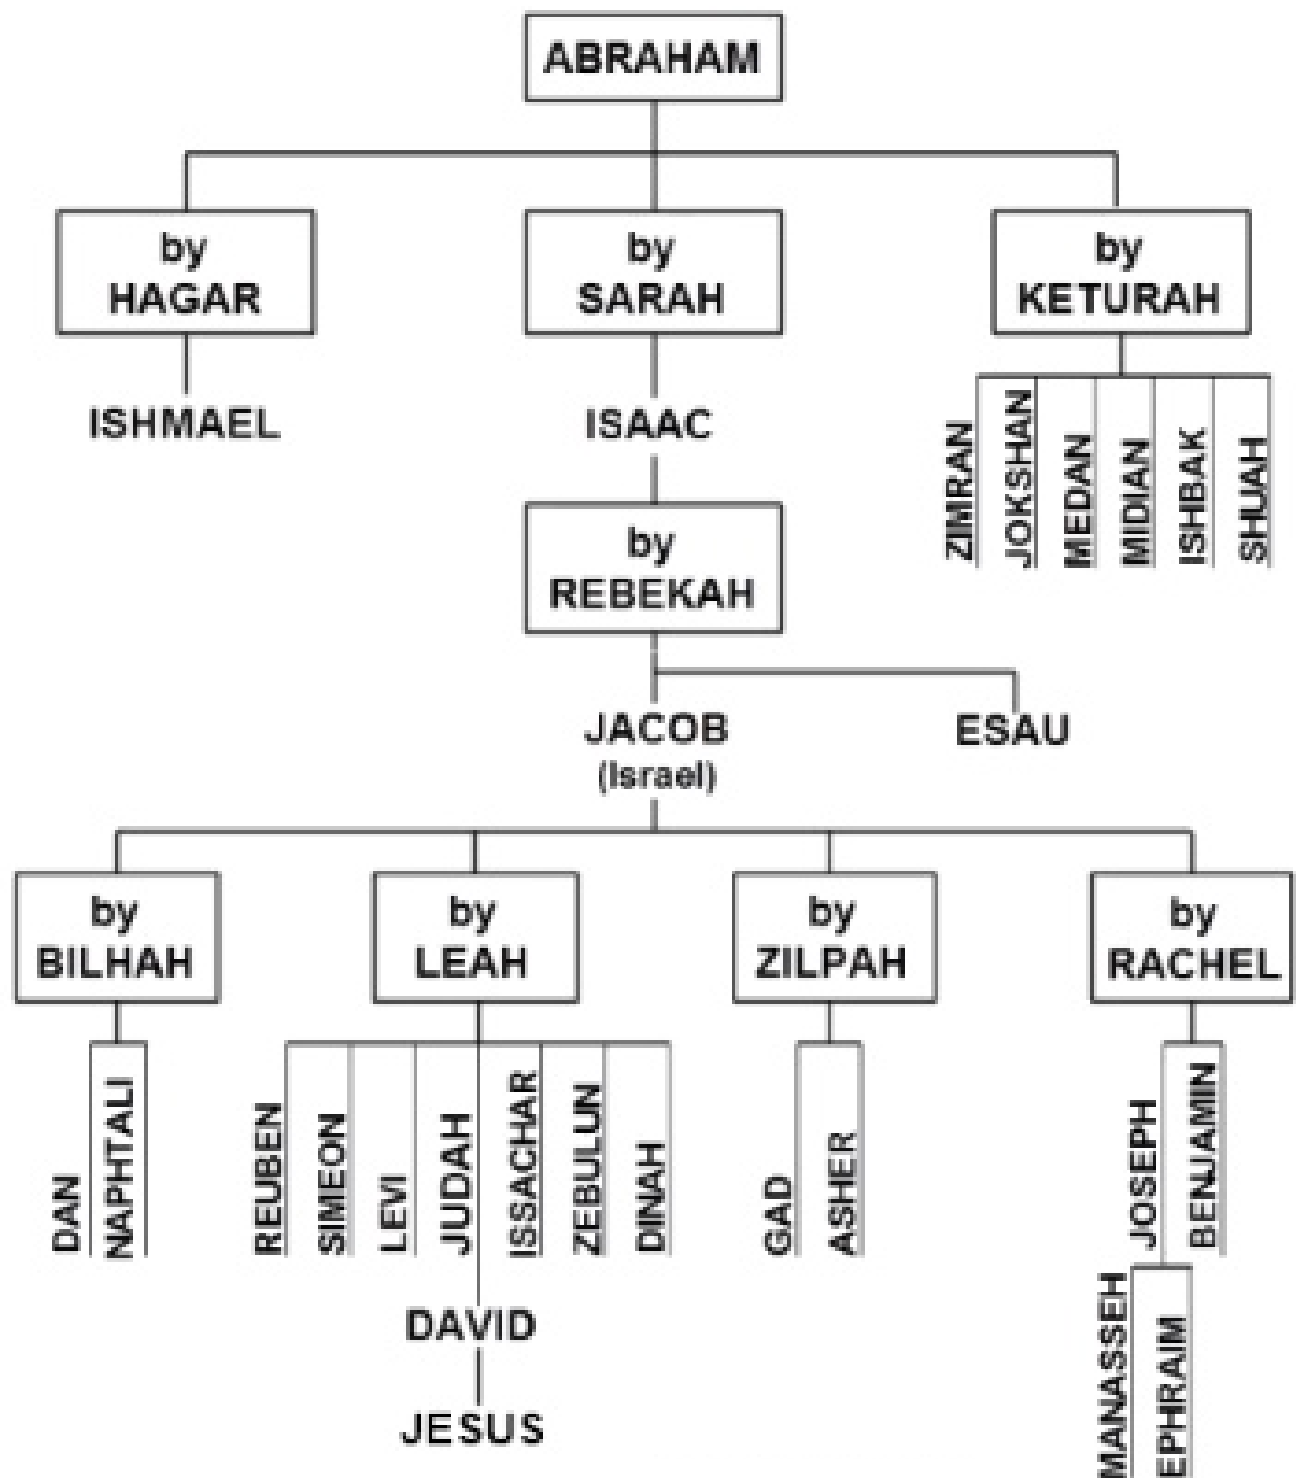 ABRAHAM
by
HAGAR
by
SARAH
by
KETURAH
ISHMAEL
ISAAC
ZIMRAN
JOKSHAN
MEDAN
MIDIAN
ISHBAK
SHUAH
by
REBEKAH
JACOB
(Israel)
ESAU
by
BILHAH
by
LEAH
by
ZILPAH
by
RACHEL
DAN
NAPHTALI
REUBEN
SIMEON
LEVI
JUDAH
ISSACHAR
ZEBULUN
DINAH
GAD
ASHER
JOSEPH
BENJAMIN
MANASSEH
EPHRAIM
DAVID
JESUS